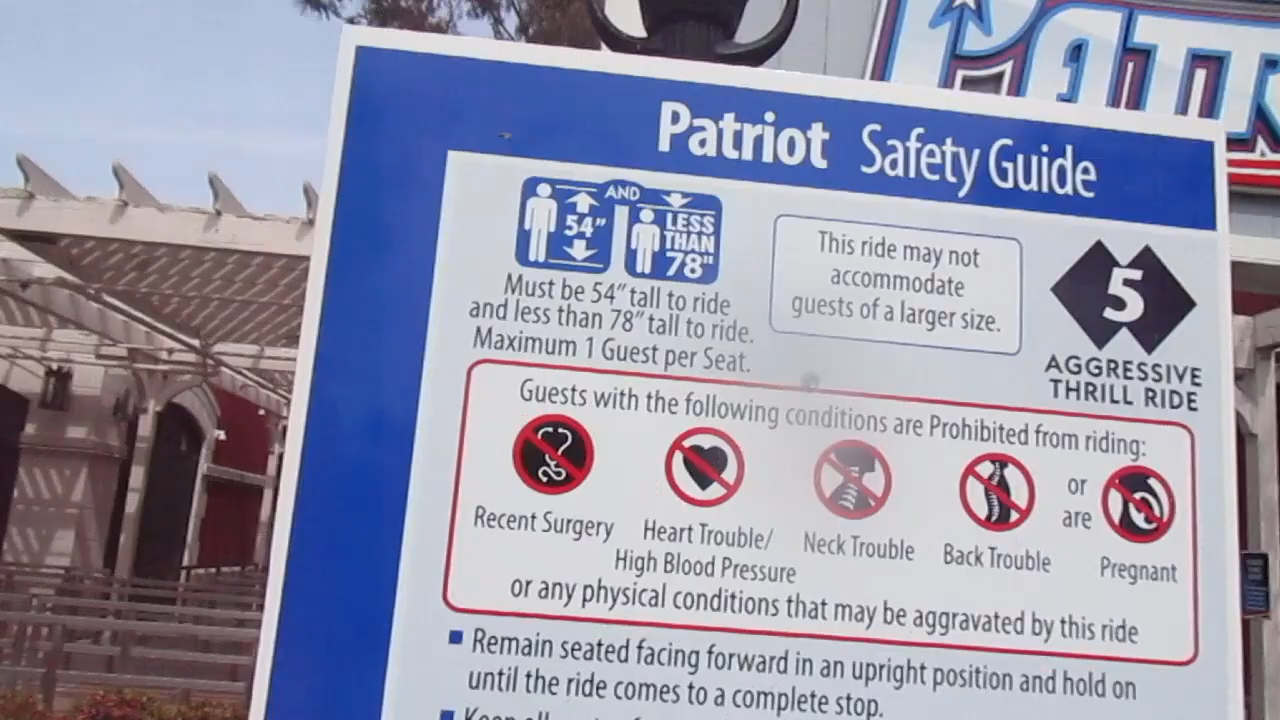 PATR
Patriot Safety Guide
54" AND LESS THAN 78"
Must be 54" tall to ride
and less than 78" tall to ride.
Maximum 1 Guest per Seat.
This ride may not
accommodate
guests of a larger size.
5
AGGRESSIVE
THRILL RIDE
Guests with the following conditions are Prohibited from riding:
Recent Surgery
Heart Trouble/
High Blood Pressure
Neck Trouble
Back Trouble
or
are
Pregnant
or any physical conditions that may be aggravated by this ride
Remain seated facing forward in an upright position and hold on
until the ride comes to a complete stop.